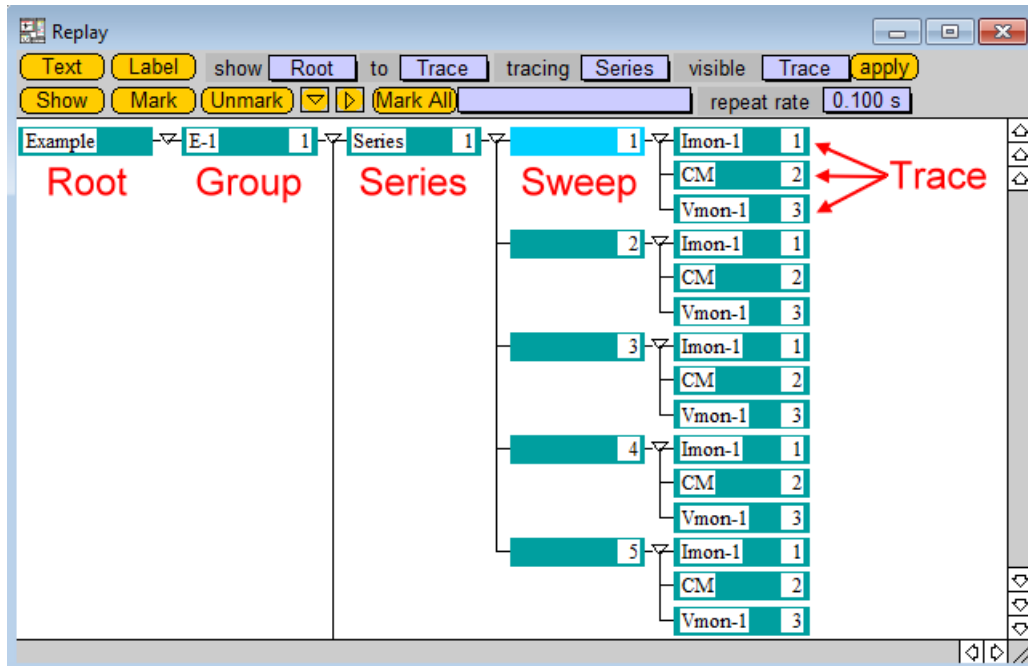 Replay
Text Label show Root to Trace tracing Series visible Trace apply
Show Mark Unmark Mark All repeat rate 0.100 s
Example E-1 1 Series 1 1 Imon-1 1
Root Group Series Sweep CM 2 Trace
Vmon-1 3
2 Imon-1 1
CM 2
Vmon-1 3
3 Imon-1 1
CM 2
Vmon-1 3
4 Imon-1 1
CM 2
Vmon-1 3
5 Imon-1 1
CM 2
Vmon-1 3